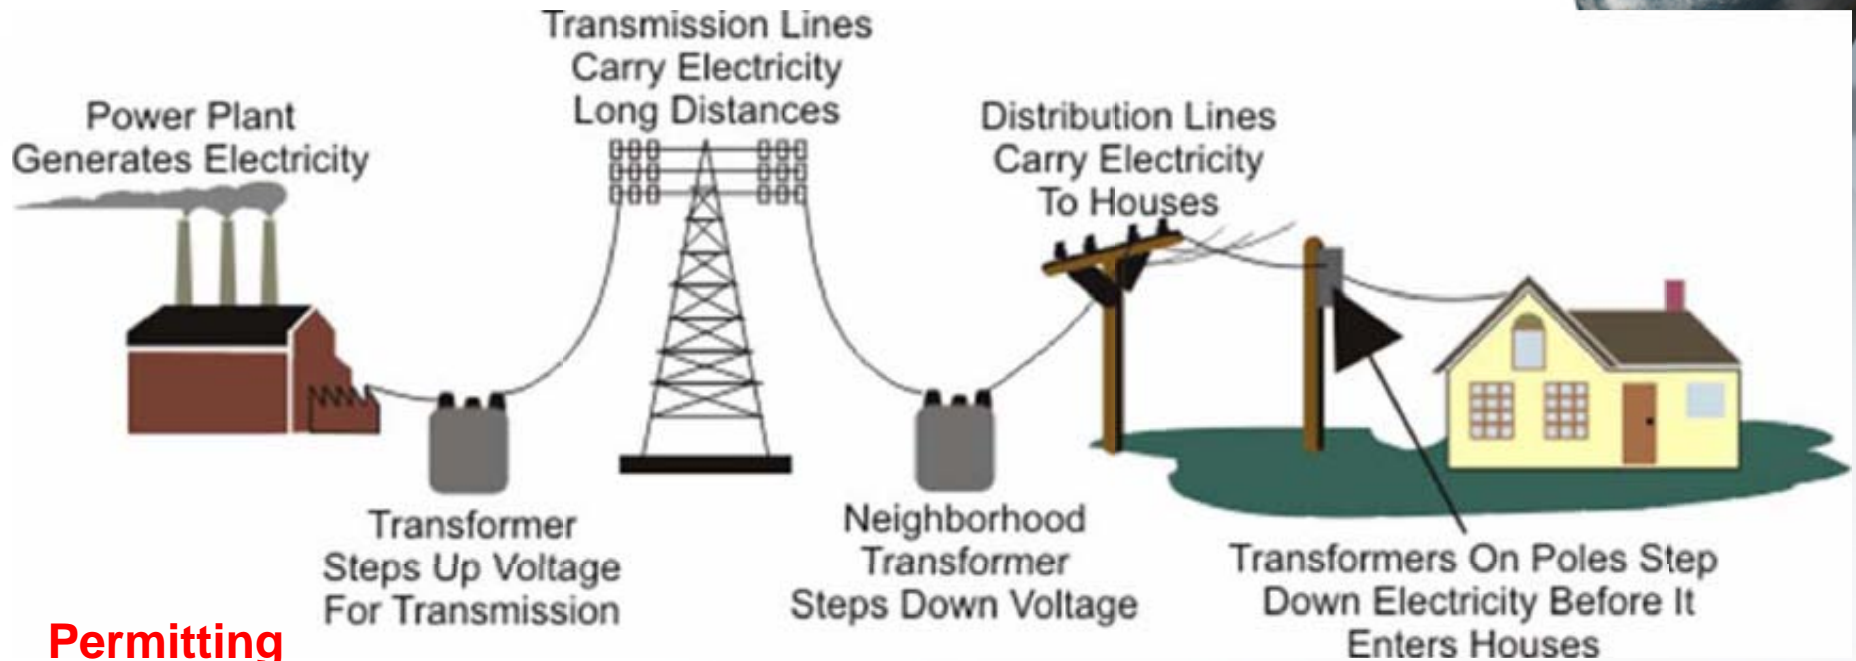 Transmission Lines
Carry Electricity
Long Distances
Power Plant
Generates Electricity
Distribution Lines
Carry Electricity
To Houses
Transformer
Steps Up Voltage
For Transmission
Neighborhood
Transformer
Steps Down Voltage
Transformers On Poles Step
Down Electricity Before It
Enters Houses
Permitting